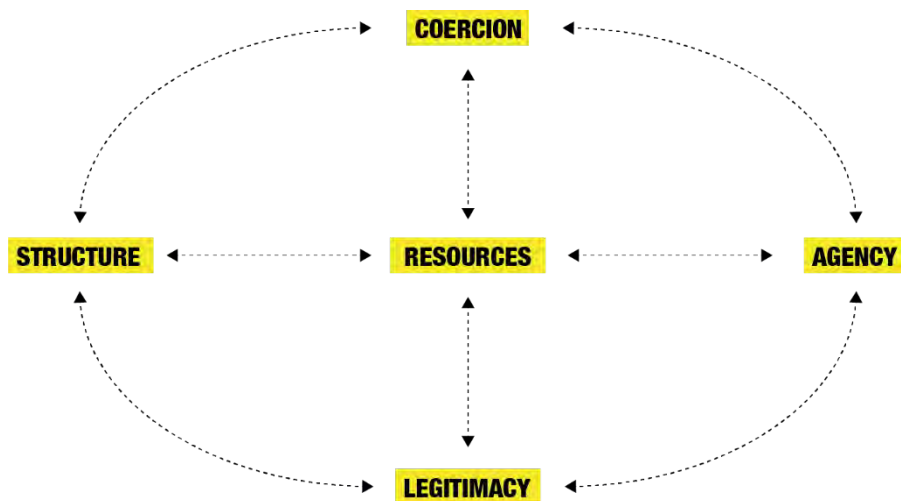 COERCION
STRUCTURE
RESOURCES
AGENCY
LEGITIMACY